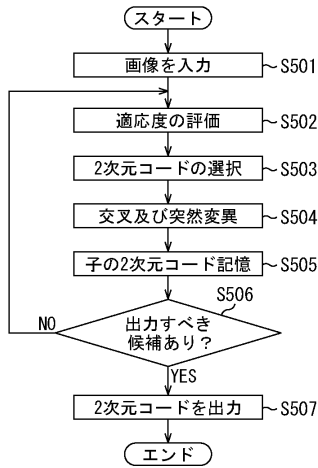 スタート
画像を入力 S501
適応度の評価 S502
2次元コードの選択 S503
交叉及び突然変異 S504
子の2次元コード記憶 S505
S506
出力すべき
候補あり?
NO
YES
2次元コードを出力 S507
エンド